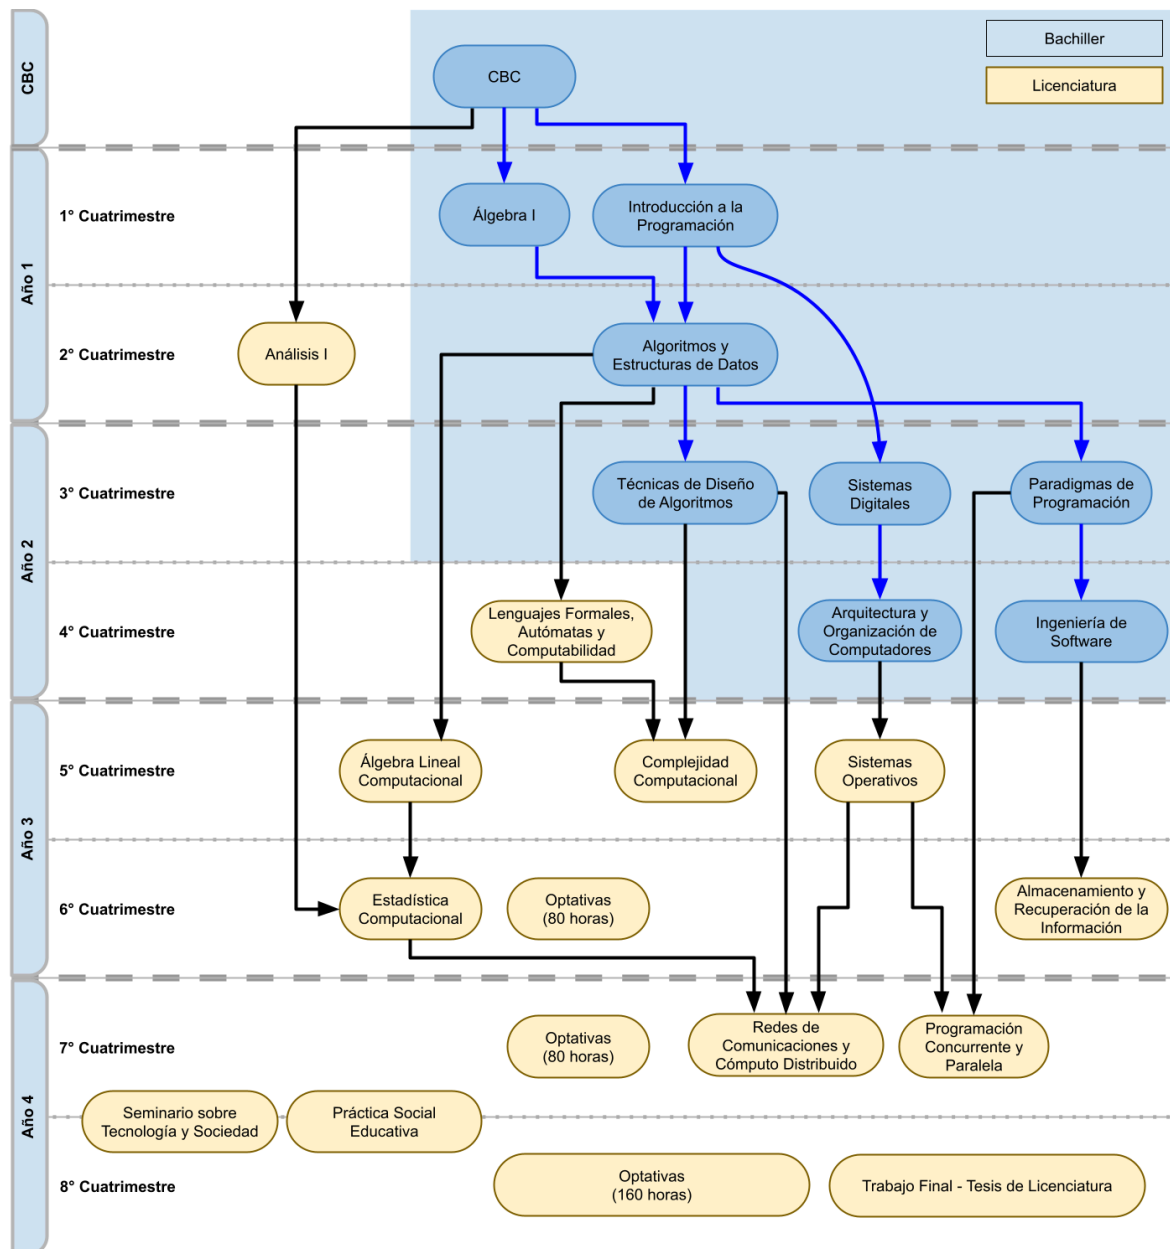 CBC
Bachiller
Licenciatura
CBC
Año 1
1° Cuatrimestre
Álgebra I
Introducción a la
Programación
2° Cuatrimestre
Análisis I
Algoritmos y
Estructuras de Datos
Año 2
3° Cuatrimestre
Técnicas de Diseño
de Algoritmos
Sistemas
Digitales
Paradigmas de
Programación
4° Cuatrimestre
Lenguajes Formales,
Autómatas y
Computabilidad
Arquitectura y
Organización de
Computadores
Ingeniería de
Software
Año 3
5° Cuatrimestre
Álgebra Lineal
Computacional
Complejidad
Computacional
Sistemas
Operativos
6° Cuatrimestre
Estadística
Computacional
Optativas
(80 horas)
Almacenamiento y
Recuperación de la
Información
Año 4
7° Cuatrimestre
Optativas
(80 horas)
Redes de
Comunicaciones y
Cómputo Distribuido
Programación
Concurrente y
Paralela
Seminario sobre
Tecnología y Sociedad
Práctica Social
Educativa
8° Cuatrimestre
Optativas
(160 horas)
Trabajo Final - Tesis de Licenciatura